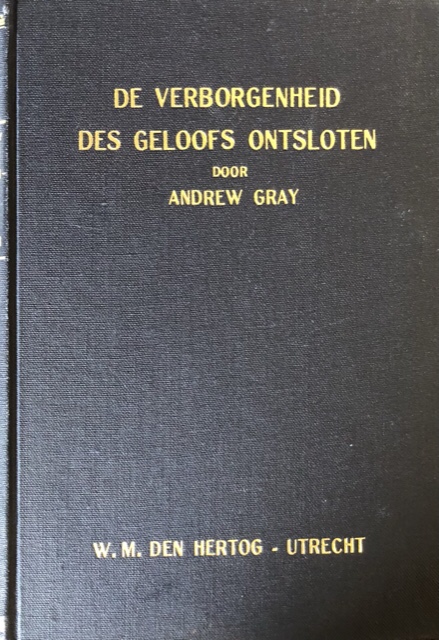 DE VERBORGENHEID
DES GELOOFS ONTSLOTEN
DOOR
ANDREW GRAY
W. M. DEN HERTOG - UTRECHT